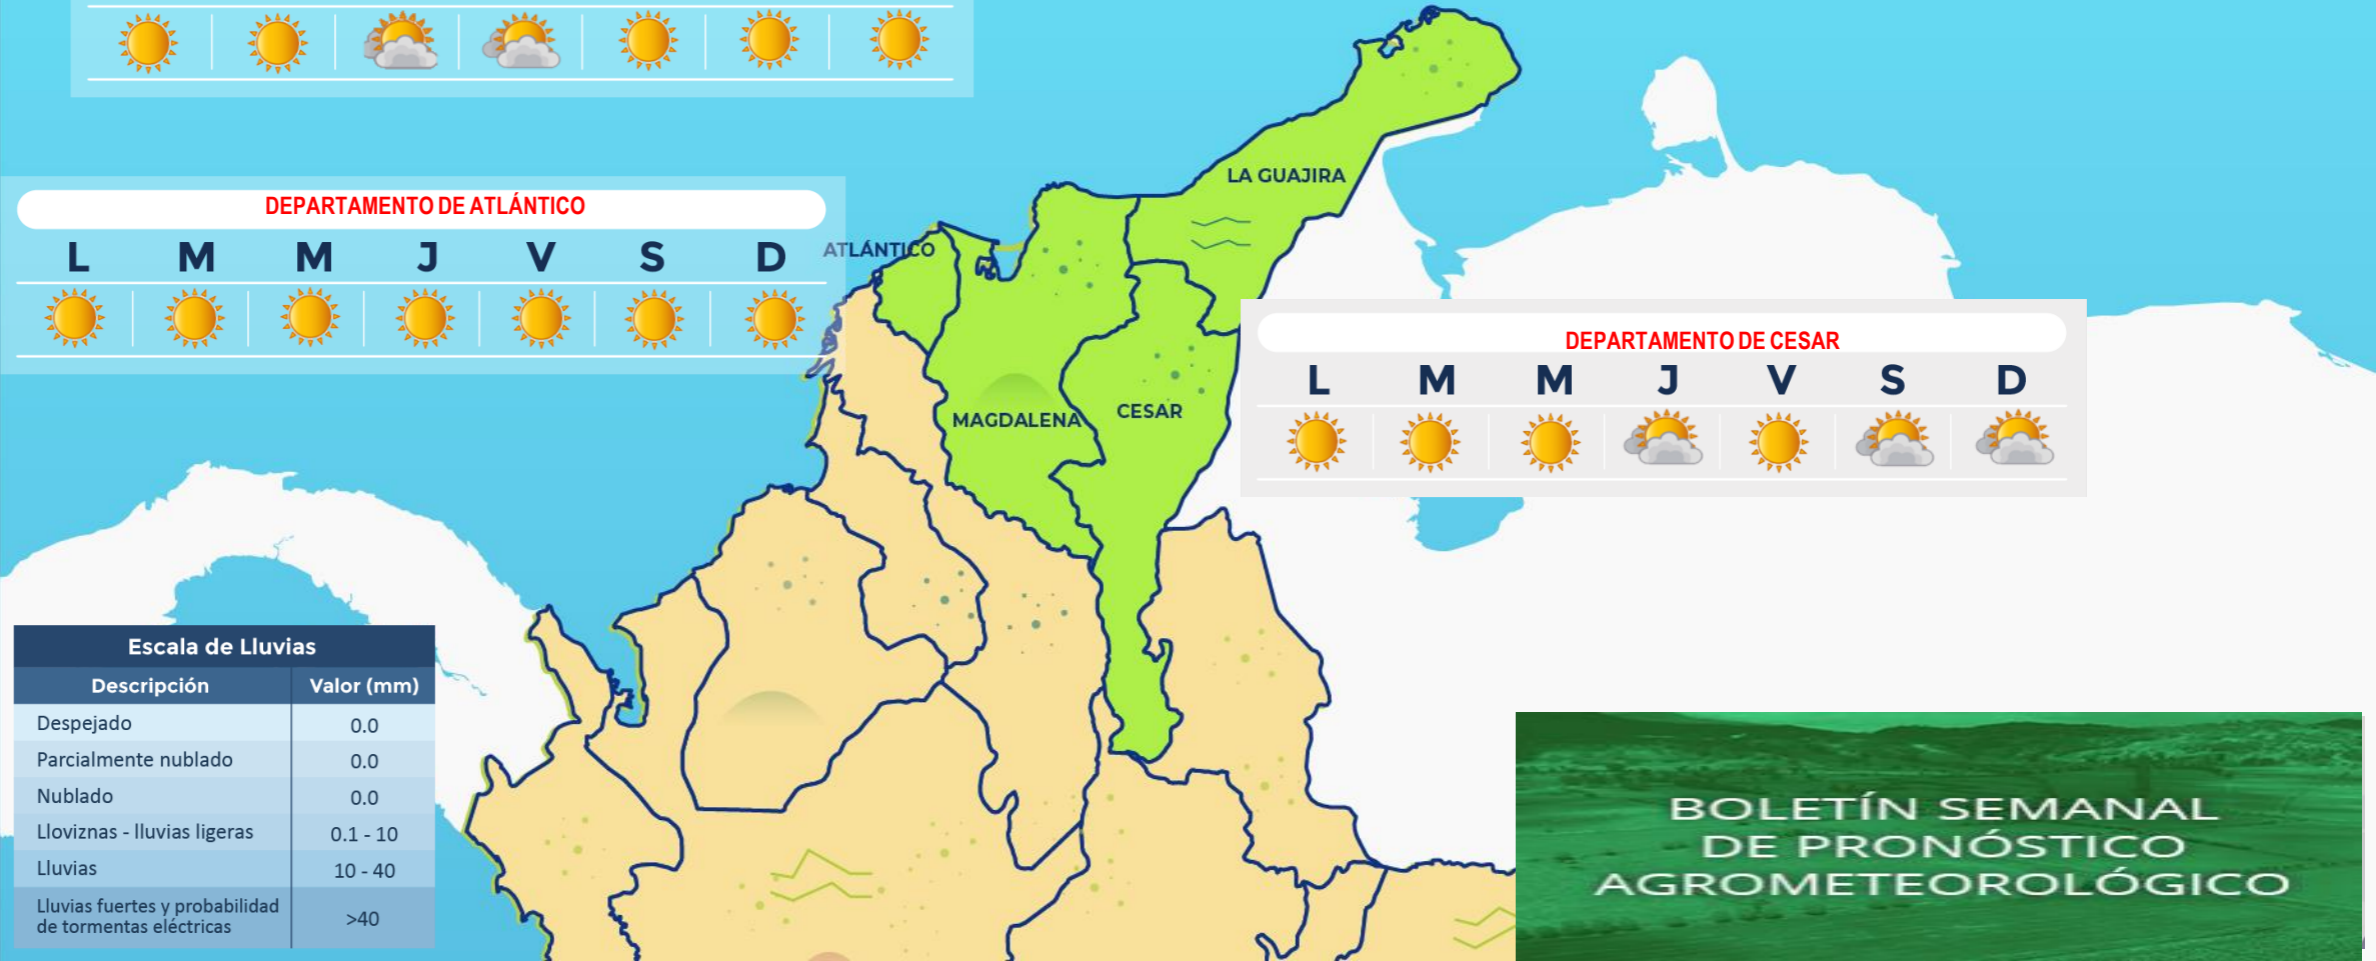 DEPARTAMENTO DE ATLÁNTICO
L M M J V S D
LA GUAJIRA
ATLÁNTICO
MAGDALENA
CESAR
DEPARTAMENTO DE CESAR
L M M J V S D
Escala de Lluvias
Descripción Valor (mm)
Despejado 0.0
Parcialmente nublado 0.0
Nublado 0.0
Lloviznas - lluvias ligeras 0.1 - 10
Lluvias 10 - 40
Lluvias fuertes y probabilidad
de tormentas eléctricas >40
BOLETÍN SEMANAL
DE PRONÓSTICO
AGROMETEOROLÓGICO